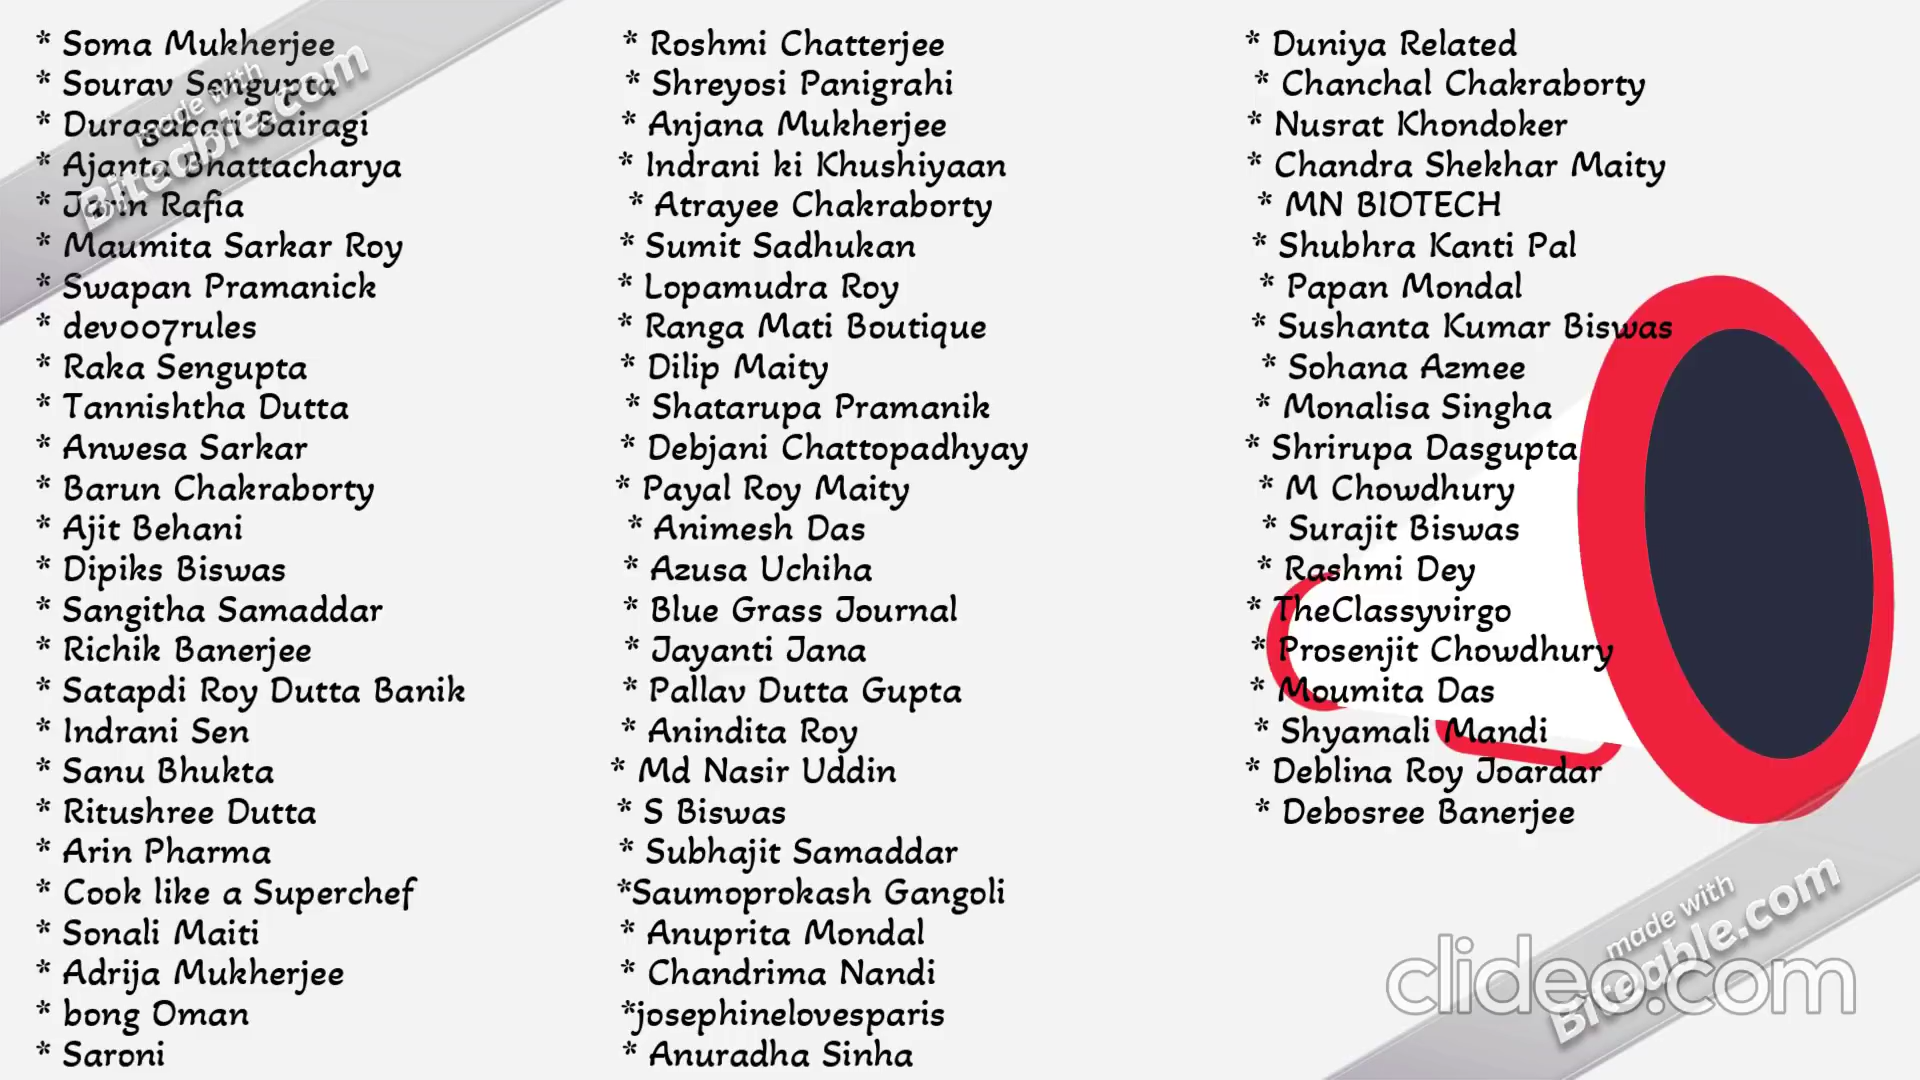 * Soma Mukherjee
* Sourav Sengupta
* Duragabati Bairagi
* Ajanta Bhattacharya
* Jarin Rafia
* Maumita Sarkar Roy
* Swapan Pramanick
* dev007rules
* Raka Sengupta
* Tannishtha Dutta
* Anwesa Sarkar
* Barun Chakraborty
* Ajit Behani
* Dipiks Biswas
* Sangitha Samaddar
* Richik Banerjee
* Satapdi Roy Dutta Banik
* Indrani Sen
* Sanu Bhukta
* Ritushree Dutta
* Arin Pharma
* Cook like a Superchef
* Sonali Maiti
* Adrija Mukherjee
* bong Oman
* Saroni
* Roshmi Chatterjee
* Shreyosi Panigrahi
* Anjana Mukherjee
* Indrani ki Khushiyaan
* Atrayee Chakraborty
* Sumit Sadhukan
* Lopamudra Roy
* Ranga Mati Boutique
* Dilip Maity
* Shatarupa Pramanik
* Debjani Chattopadhyay
* Payal Roy Maity
* Animesh Das
* Azusa Uchiha
* Blue Grass Journal
* Jayanti Jana
* Pallav Dutta Gupta
* Anindita Roy
* Md Nasir Uddin
* S Biswas
* Subhajit Samaddar
*Saumoprokash Gangoli
* Anuprita Mondal
* Chandrima Nandi
*josephinelovesparis
* Anuradha Sinha
* Duniya Related
* Chanchal Chakraborty
* Nusrat Khondoker
* Chandra Shekhar Maity
* MN BIOTECH
* Shubhra Kanti Pal
* Papan Mondal
* Sushanta Kumar Biswas
* Sohana Azmee
* Monalisa Singha
* Shrirupa Dasgupta
* M Chowdhury
* Surajit Biswas
* Rashmi Dey
* TheClassyvirgo
* Prosenjit Chowdhury
* Moumita Das
* Shyamali Mandi
* Deblina Roy Joardar
* Debosree Banerjee
made with
Biteable.com
made with
Biteable.com
clideo.com